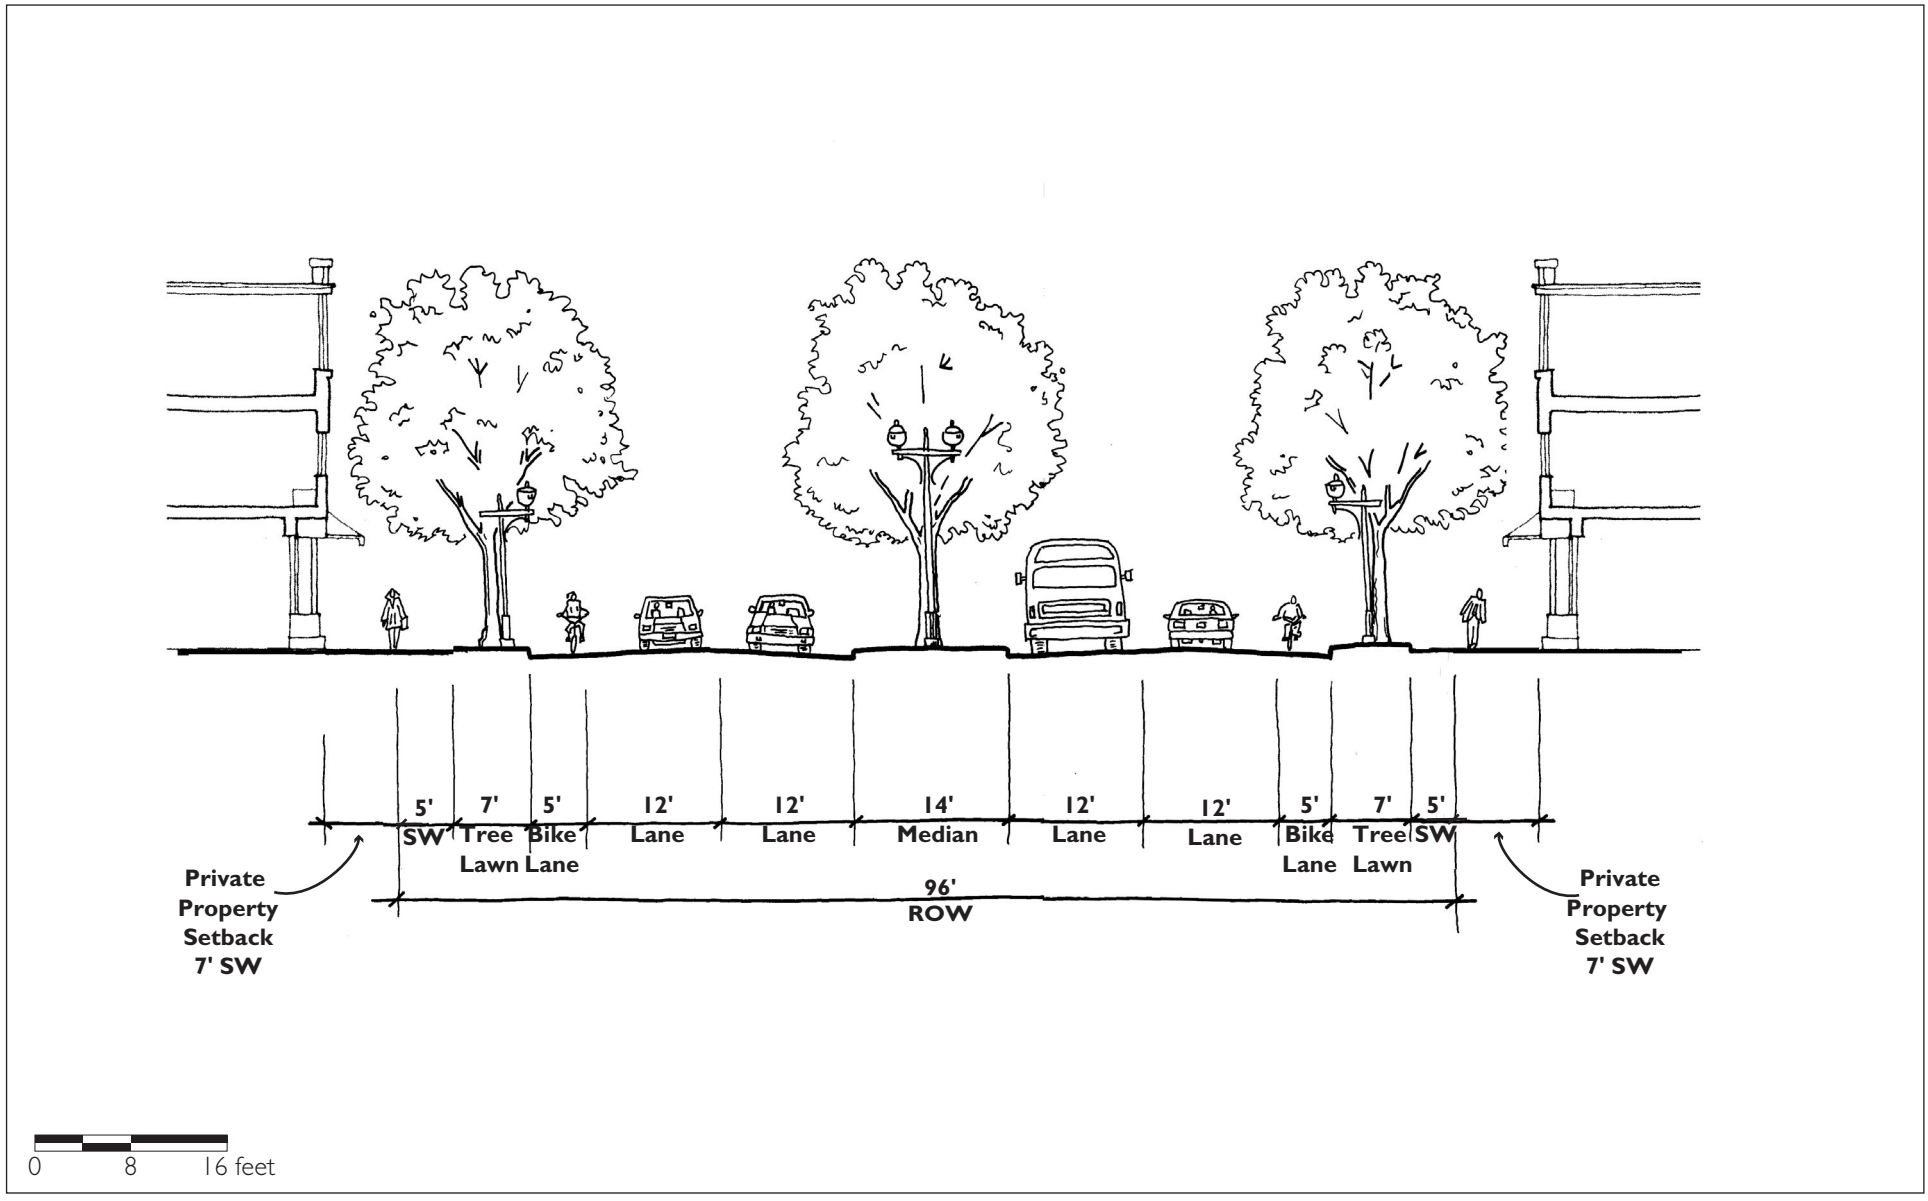 5' 7' 5' 12' 12' 14' 12' 12' 5' 7' 5'
SW Tree Bike Lane Lane Median Lane Lane Bike Tree SW
Lawn Lane Lane Lawn
Private
Property
Setback
7' SW
96'
ROW
Private
Property
Setback
7' SW
0 8 16 feet